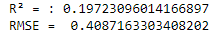 R² = : 0.19723096014166897
RMSE = 0.4087163303408202